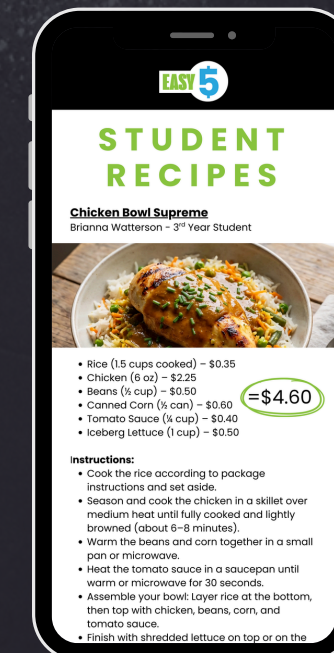 EASY 5
STUDENT
RECIPES
Chicken Bowl Supreme
Brianna Watterson - 3rd Year Student
• Rice (1.5 cups cooked) – $0.35
• Chicken (6 oz) – $2.25
• Beans (½ cup) – $0.50
• Canned Corn (½ can) – $0.60
• Tomato Sauce (¼ cup) – $0.40
• Iceberg Lettuce (1 cup) – $0.50
=$4.60
Instructions:
• Cook the rice according to package
instructions and set aside.
• Season and cook the chicken in a skillet over
medium heat until fully cooked and lightly
browned (about 6–8 minutes).
• Warm the beans and corn together in a small
pan or microwave.
• Heat the tomato sauce in a saucepan until
warm or microwave for 30 seconds.
• Assemble your bowl: Layer rice at the bottom,
then top with chicken, beans, corn, and
tomato sauce.
• Finish with shredded lettuce on top or on the